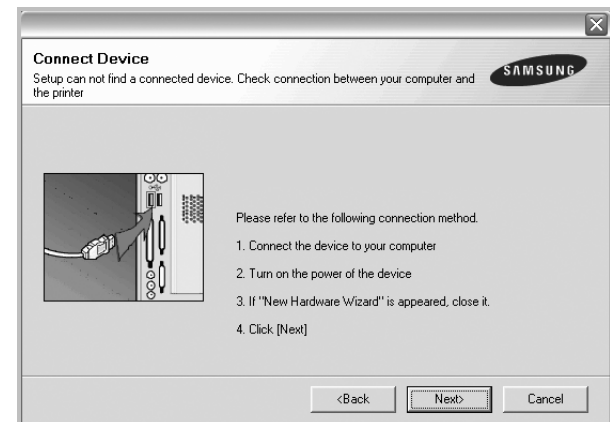 Connect Device
Setup can not find a connected device. Check connection between your computer and
the printer
SAMSUNG
Please refer to the following connection method.
1. Connect the device to your computer
2. Turn on the power of the device
3. If "New Hardware Wizard" is appeared, close it.
4. Click [Next]
<Back
Next>
Cancel